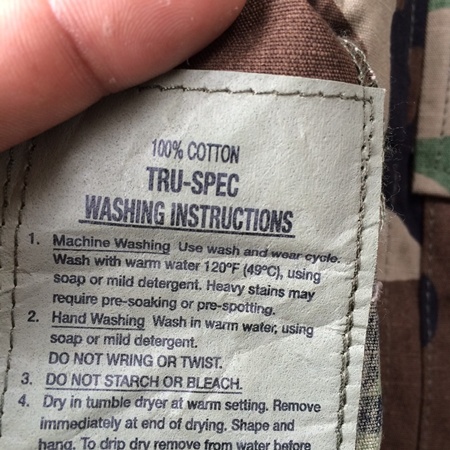 100% COTTON
TRU-SPEC
WASHING INSTRUCTIONS
1. Machine Washing Use wash and wear cycle.
Wash with warm water 120°F (49°C), using
soap or mild detergent. Heavy stains may
require pre-soaking or pre-spotting.
2. Hand Washing Wash in warm water, using
soap or mild detergent.
DO NOT WRING OR TWIST.
3. DO NOT STARCH OR BLEACH.
4. Dry in tumble dryer at warm setting. Remove
immediately at end of drying. Shape and
hang. To drip dry remove from water before